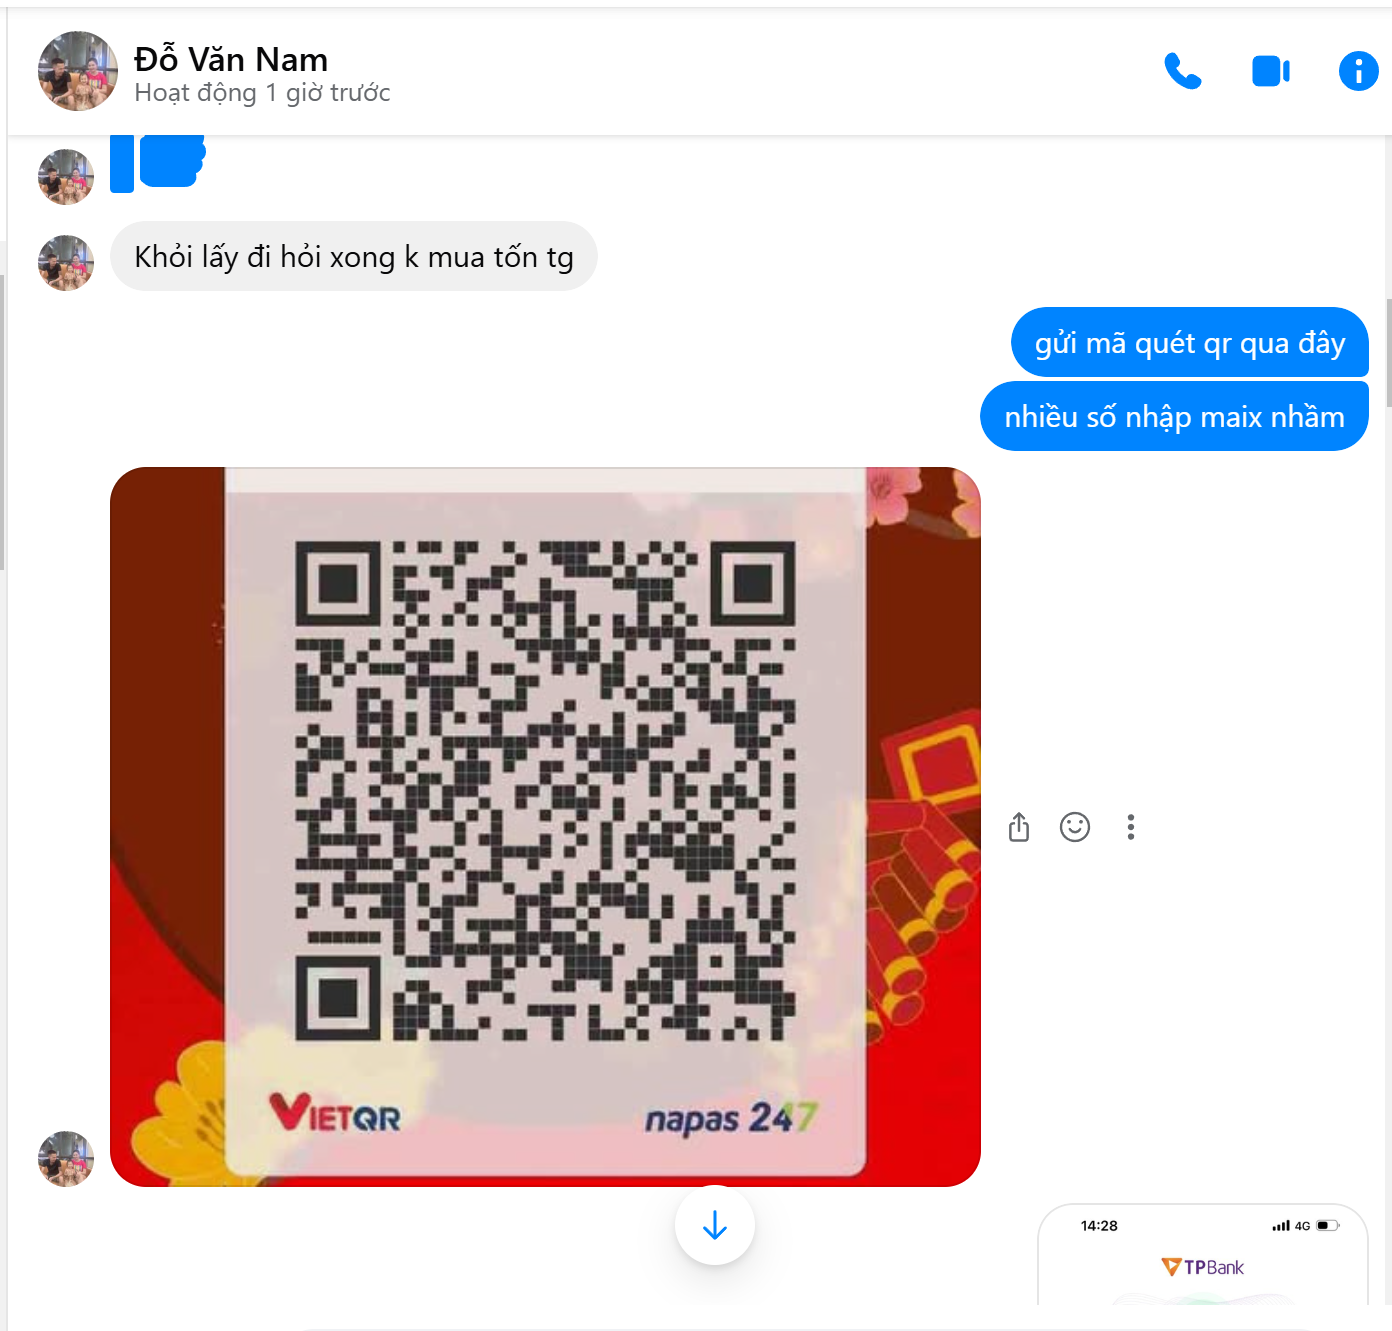 Đỗ Văn Nam
Hoạt động 1 giờ trước
Khỏi lấy đi hỏi xong k mua tốn tg
gửi mã quét qr qua đây
nhiều số nhập maix nhầm
VIETQR
napas 247
14:28
4G
TPBank